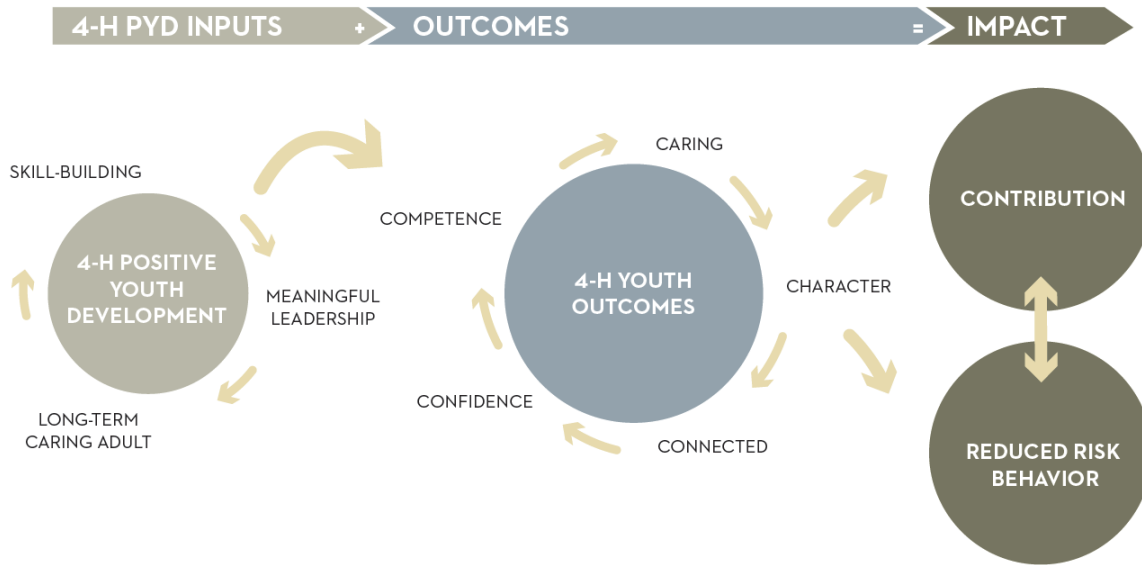 4-H PYD INPUTS + OUTCOMES = IMPACT
SKILL-BUILDING
4-H POSITIVE
YOUTH
DEVELOPMENT
MEANINGFUL
LEADERSHIP
LONG-TERM
CARING ADULT
CARING
COMPETENCE
4-H YOUTH
OUTCOMES
CHARACTER
CONFIDENCE
CONNECTED
CONTRIBUTION
REDUCED RISK
BEHAVIOR